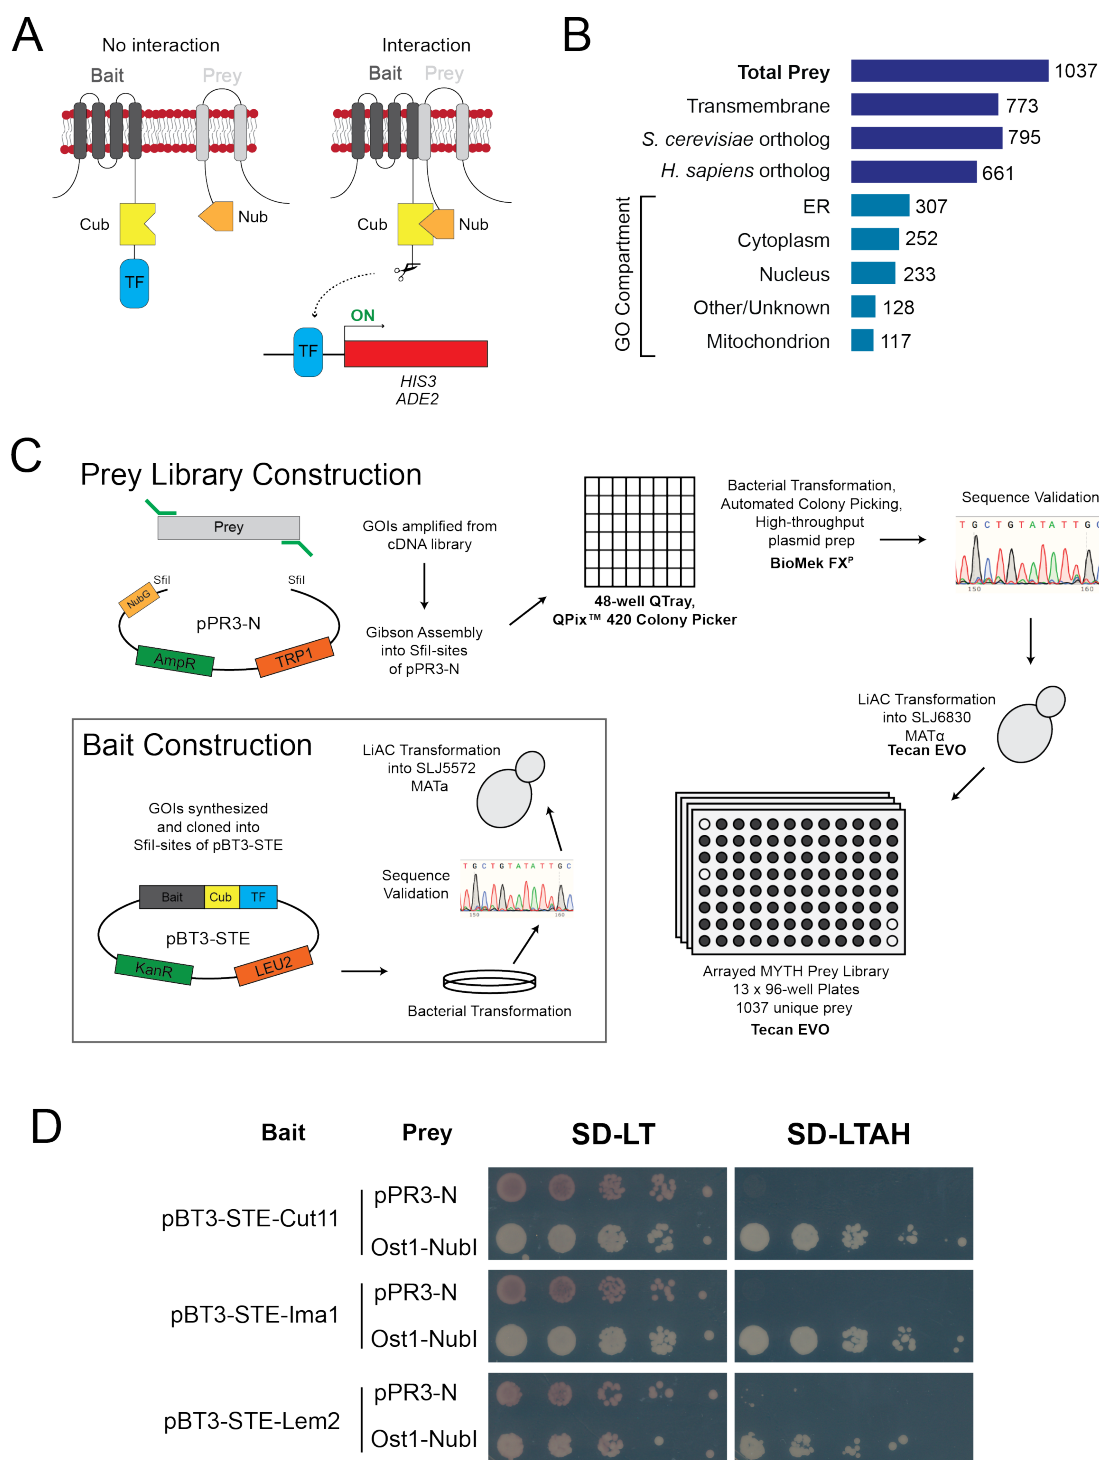 A
No interaction
Interaction
Bait
Prey
Bait
Prey
Cub
Nub
Cub
Nub
TF
ON
TF
HIS3
ADE2
B
Total Prey
1037
Transmembrane
773
S. cerevisiae ortholog
795
H. sapiens ortholog
661
GO Compartment
ER
307
Cytoplasm
252
Nucleus
233
Other/Unknown
128
Mitochondrion
117
C
Prey Library Construction
Prey
NubG
SfiI
SfiI
pPR3-N
AmpR
TRP1
GOIs amplified from
cDNA library
Gibson Assembly
into SfiI-sites
of pPR3-N
48-well QTray,
QPix™ 420 Colony Picker
Bacterial Transformation,
Automated Colony Picking,
High-throughput
plasmid prep
BioMek FXᴾ
Sequence Validation
T G C T G T A T A T T G C
150 160
LiAC Transformation
into SLJ6830
MATα
Tecan EVO
Arrayed MYTH Prey Library
13 x 96-well Plates
1037 unique prey
Tecan EVO
Bait Construction
GOIs synthesized
and cloned into
SfiI-sites of pBT3-STE
Bait Cub TF
pBT3-STE
KanR
LEU2
LiAC Transformation
into SLJ5572
MATa
Sequence
Validation
T G C T G T A T A T T G C
150 160
Bacterial Transformation
D
Bait Prey SD-LT SD-LTAH
pBT3-STE-Cut11
pPR3-N
Ost1-NubI
pBT3-STE-Ima1
pPR3-N
Ost1-NubI
pBT3-STE-Lem2
pPR3-N
Ost1-NubI